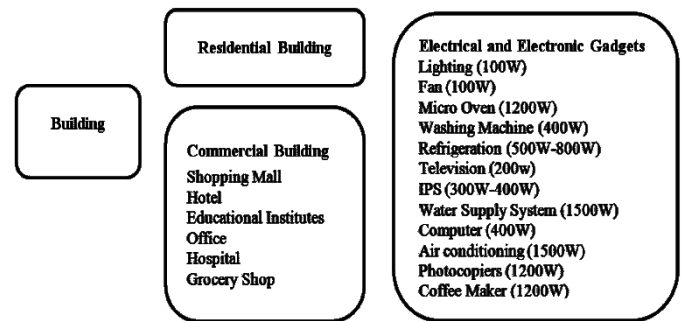 Building
Residential Building
Commercial Building
Shopping Mall
Hotel
Educational Institutes
Office
Hospital
Grocery Shop
Electrical and Electronic Gadgets
Lighting (100W)
Fan (100W)
Micro Oven (1200W)
Washing Machine (400W)
Refrigeration (500W-800W)
Television (200w)
IPS (300W-400W)
Water Supply System (1500W)
Computer (400W)
Air conditioning (1500W)
Photocopiers (1200W)
Coffee Maker (1200W)